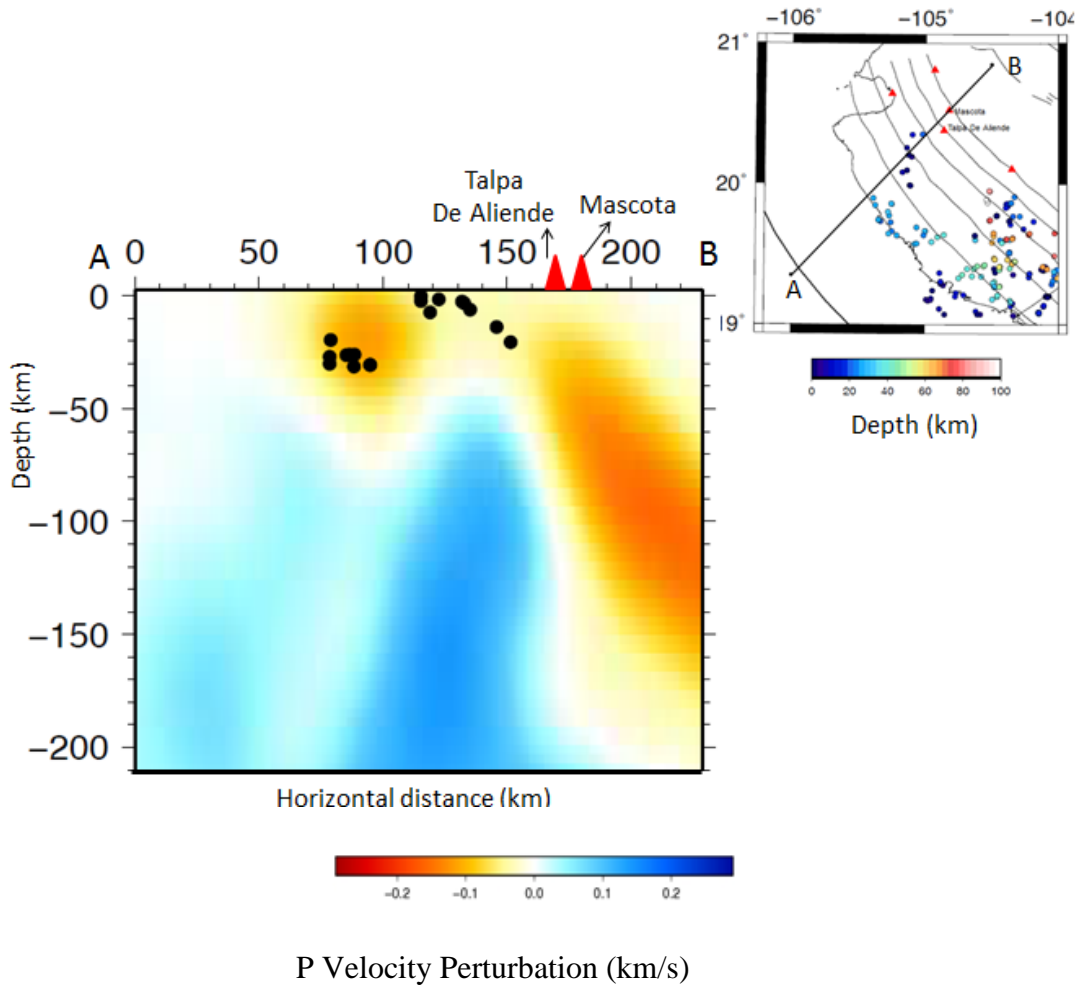 −106° −105° −104
21°
B
Mascota
Talpa De Aliende
20°
A
19°
0 20 40 60 80 100
Depth (km)
Talpa
De Aliende
Mascota
A 0 50 100 150 200 B
0
−50
−100
−150
−200
Depth (km)
Horizontal distance (km)
−0.2 −0.1 0.0 0.1 0.2
P Velocity Perturbation (km/s)